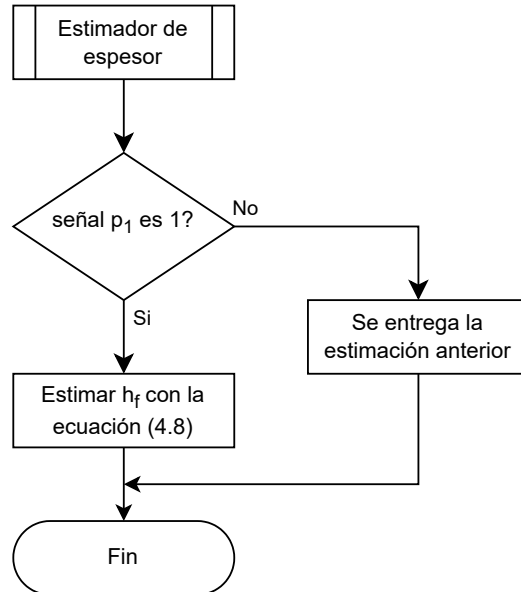 Estimador de
espesor
señal p₁ es 1?
No
Si
Se entrega la
estimación anterior
Estimar h_f con la
ecuación (4.8)
Fin